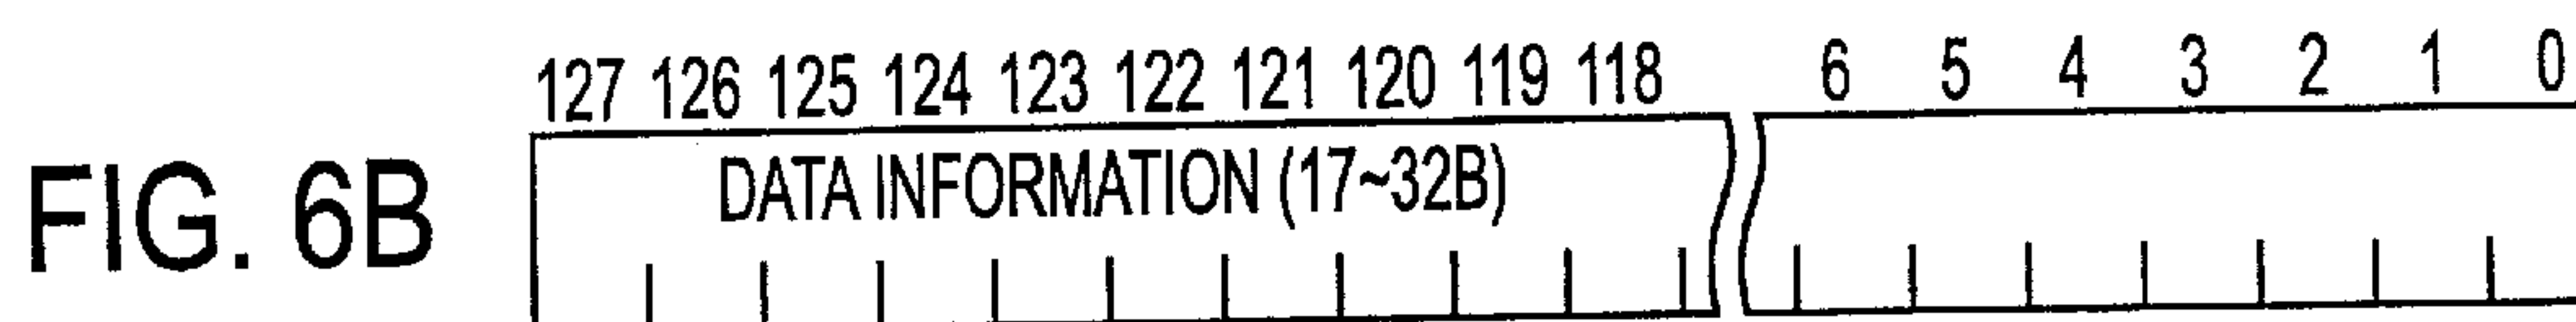 127 126 125 124 123 122 121 120 119 118 6 5 4 3 2 1 0
FIG. 6B
DATA INFORMATION (17~32B)